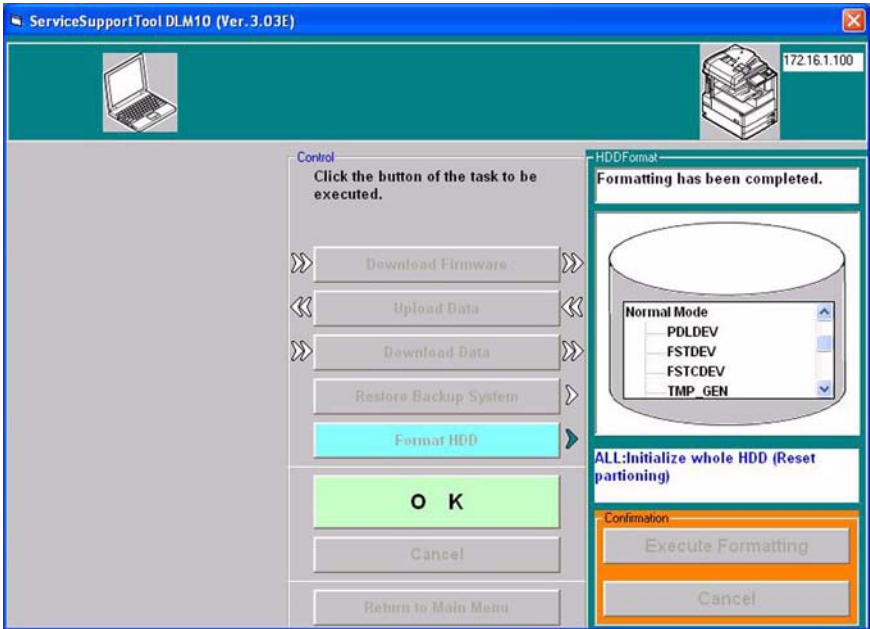 ServiceSupportTool DLM10 (Ver.3.03E)
172.16.1.100
Control
Click the button of the task to be
executed.
Download Firmware
Upload Data
Download Data
Restore Backup System
Format HDD
O K
Cancel
Return to Main Menu
HDDFormat
Formatting has been completed.
Normal Mode
PDLDEV
FSTDEV
FSTCDEV
TMP_GEN
ALL:Initialize whole HDD (Reset
partioning)
Confirmation
Execute Formatting
Cancel